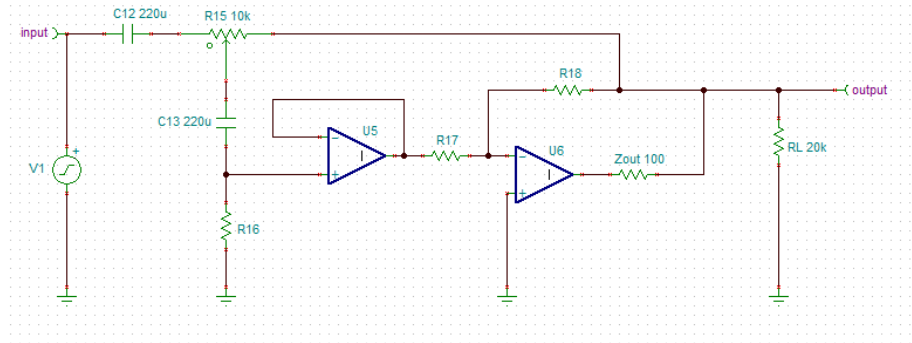 C12 220u
R15 10k
input
R18
output
C13 220u
U5
R17
U6
RL 20k
Zout 100
V1
+
-
+
-
+
R16